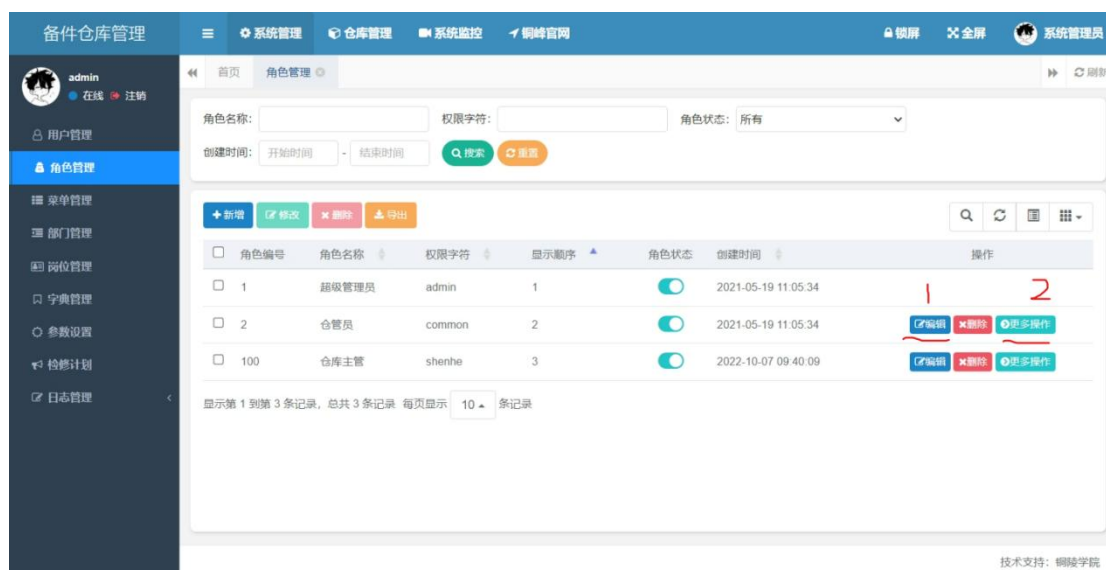 备件仓库管理 系统管理 仓库管理 系统监控 铜峰官网 锁屏 全屏 系统管理员
admin
在线 注销
首页 角色管理 刷新
用户管理
角色管理
菜单管理
部门管理
岗位管理
字典管理
参数设置
检修计划
日志管理
角色名称: 权限字符: 角色状态: 所有
创建时间: 开始时间 - 结束时间 搜索 重置
新增 修改 删除 导出
角色编号 角色名称 权限字符 显示顺序 角色状态 创建时间 操作
1 超级管理员 admin 1 2021-05-19 11:05:34
1 2
2 仓管员 common 2 2021-05-19 11:05:34 编辑 删除 更多操作
100 仓库主管 shenhe 3 2022-10-07 09:40:09 编辑 删除 更多操作
显示第 1 到第 3 条记录，总共 3 条记录 每页显示 10 条记录
技术支持：铜陵学院